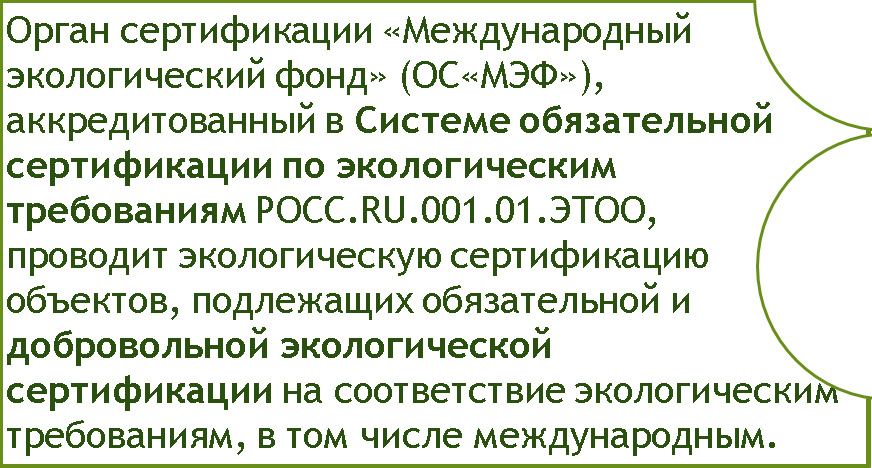 Орган сертификации «Международный
экологический фонд» (ОС«МЭФ»),
аккредитованный в Системе обязательной
сертификации по экологическим
требованиям РОСС.RU.001.01.ЭТОО,
проводит экологическую сертификацию
объектов, подлежащих обязательной и
добровольной экологической
сертификации на соответствие экологическим
требованиям, в том числе международным.